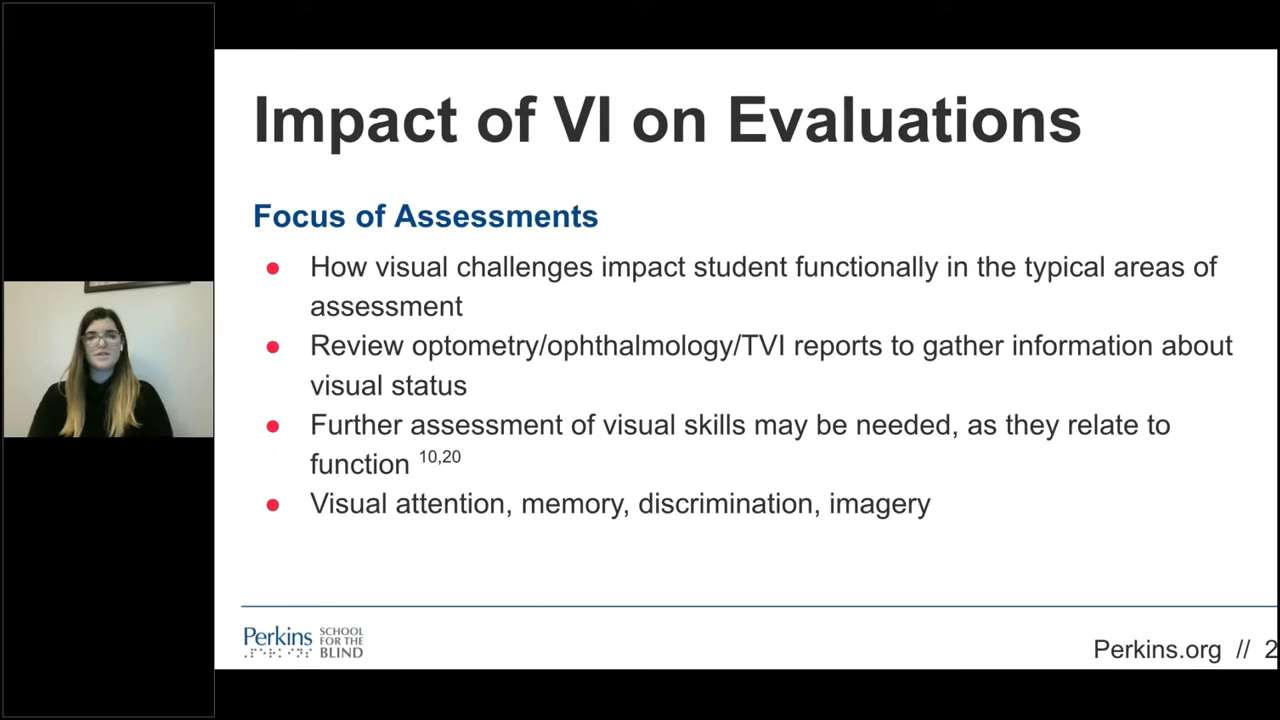 Impact of VI on Evaluations
Focus of Assessments
● How visual challenges impact student functionally in the typical areas of
assessment
● Review optometry/ophthalmology/TVI reports to gather information about
visual status
● Further assessment of visual skills may be needed, as they relate to
function 10,20
● Visual attention, memory, discrimination, imagery
Perkins SCHOOL
FOR THE
BLIND
Perkins.org // 2